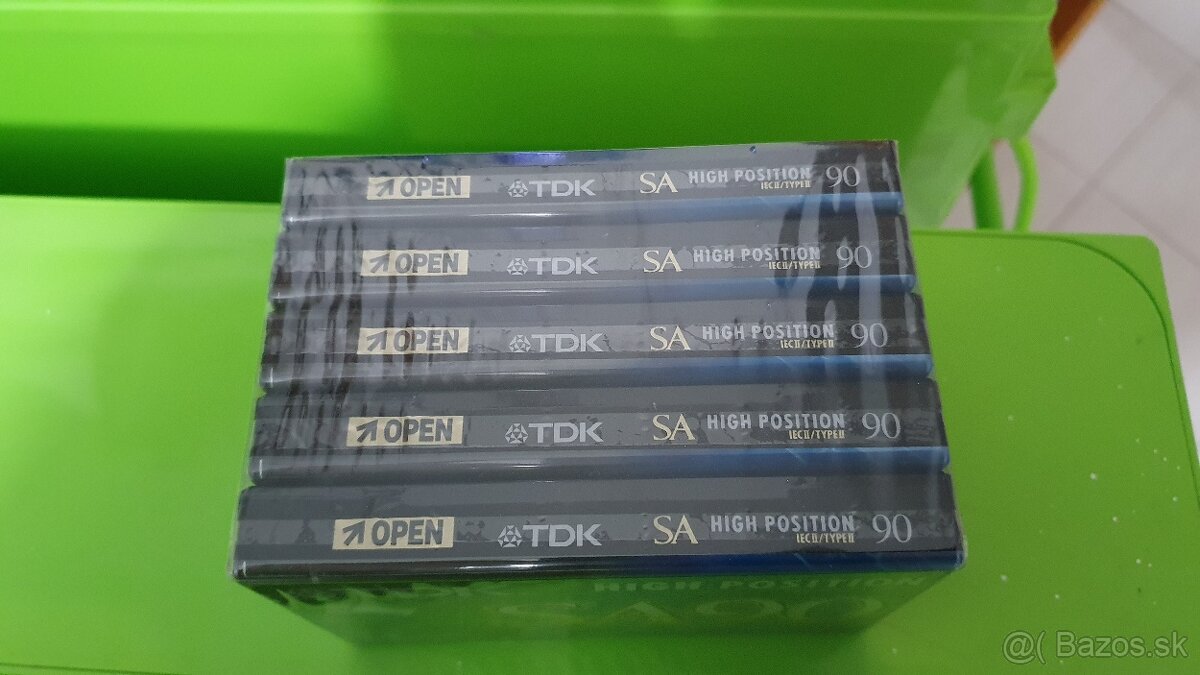 OPEN TDK SA HIGH POSITION IECII/TYPEII 90
OPEN TDK SA HIGH POSITION IECII/TYPEII 90
OPEN TDK SA HIGH POSITION IECII/TYPEII 90
OPEN TDK SA HIGH POSITION IECII/TYPEII 90
OPEN TDK SA HIGH POSITION IECII/TYPEII 90
HIGH POSITION
SA90
@( Bazos.sk